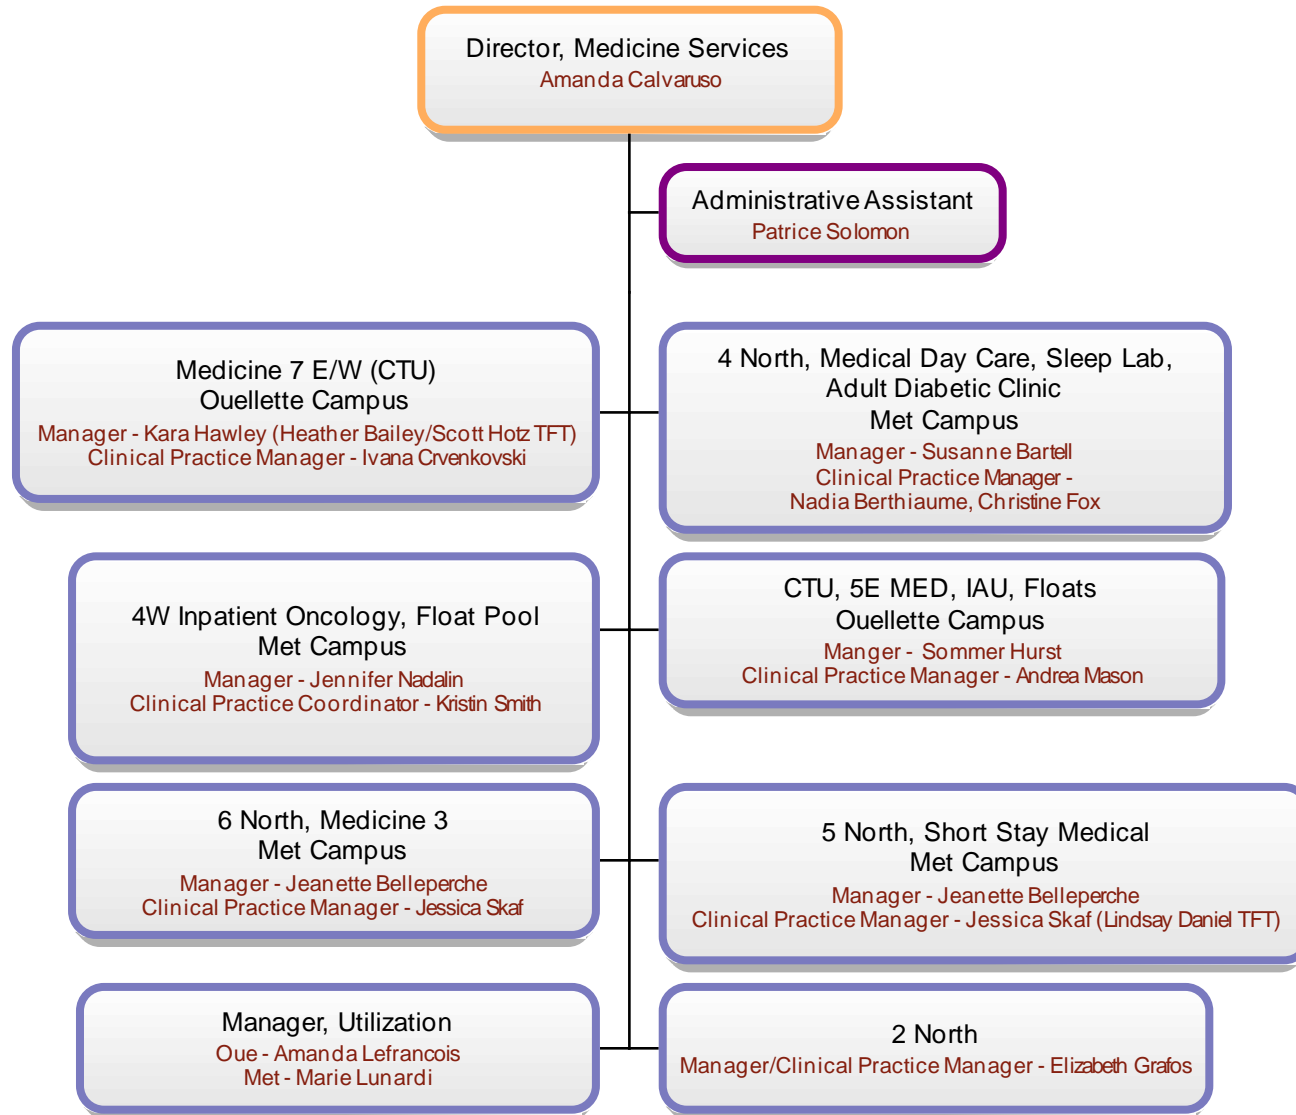 Director, Medicine Services
Amanda Calvaruso
Administrative Assistant
Patrice Solomon
Medicine 7 E/W (CTU)
Ouellette Campus
Manager - Kara Hawley (Heather Bailey/Scott Hotz TFT)
Clinical Practice Manager - Ivana Crvenkovski
4 North, Medical Day Care, Sleep Lab,
Adult Diabetic Clinic
Met Campus
Manager - Susanne Bartell
Clinical Practice Manager -
Nadia Berthiaume, Christine Fox
4W Inpatient Oncology, Float Pool
Met Campus
Manager - Jennifer Nadalin
Clinical Practice Coordinator - Kristin Smith
CTU, 5E MED, IAU, Floats
Ouellette Campus
Manger - Sommer Hurst
Clinical Practice Manager - Andrea Mason
6 North, Medicine 3
Met Campus
Manager - Jeanette Belleperche
Clinical Practice Manager - Jessica Skaf
5 North, Short Stay Medical
Met Campus
Manager - Jeanette Belleperche
Clinical Practice Manager - Jessica Skaf (Lindsay Daniel TFT)
Manager, Utilization
Oue - Amanda Lefrancois
Met - Marie Lunardi
2 North
Manager/Clinical Practice Manager - Elizabeth Grafos